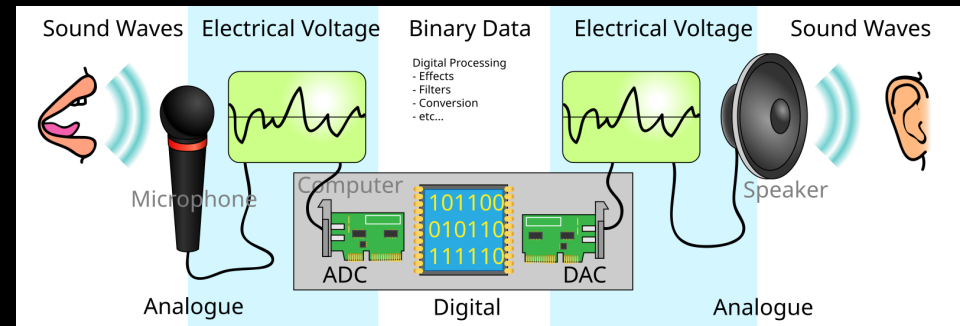 Sound Waves
Electrical Voltage
Binary Data
Electrical Voltage
Sound Waves
Digital Processing
- Effects
- Filters
- Conversion
- etc...
Microphone
Computer
Speaker
101100
010110
111110
ADC
DAC
Analogue
Digital
Analogue